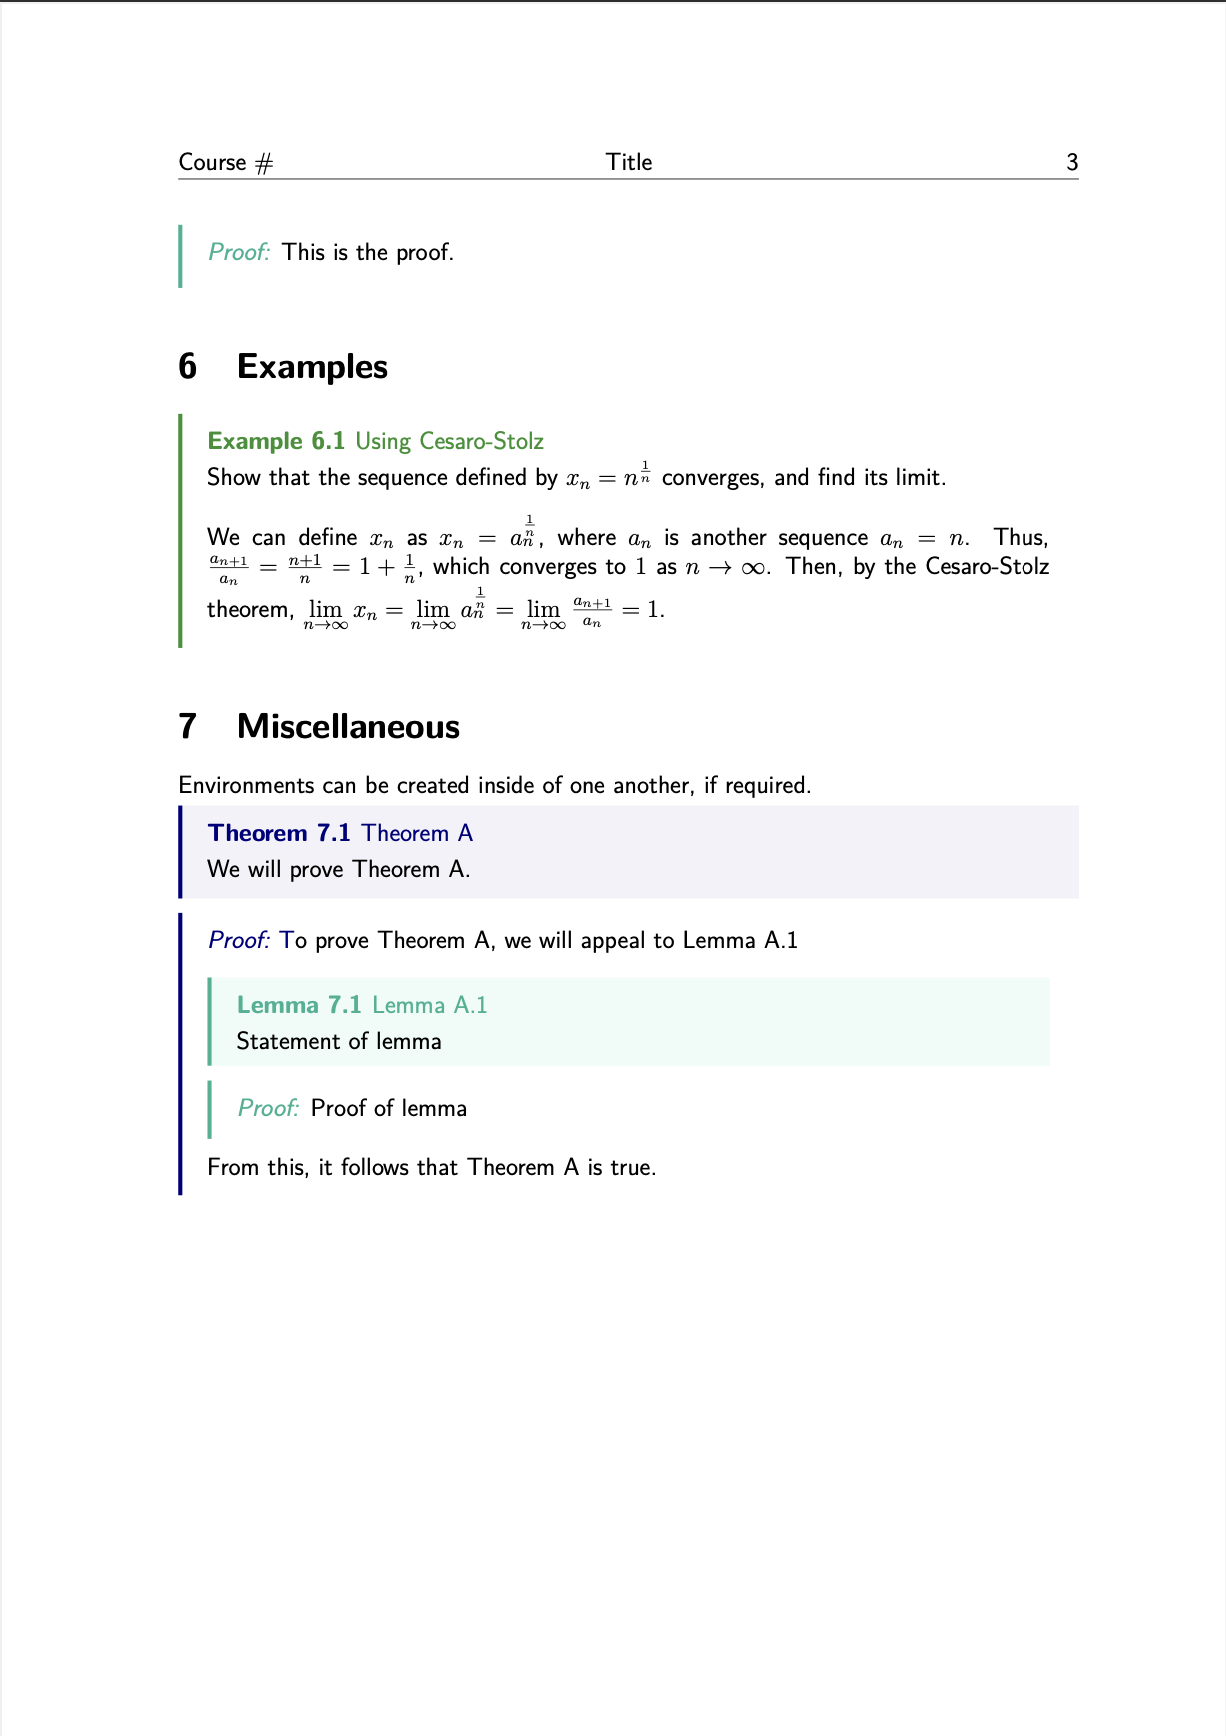 Course # Title 3
Proof: This is the proof.
6 Examples
Example 6.1 Using Cesaro-Stolz
Show that the sequence defined by $x_n = n^{\frac{1}{n}}$ converges, and find its limit.
We can define $x_n$ as $x_n = a_n^{\frac{1}{n}}$, where $a_n$ is another sequence $a_n = n$. Thus,
$\frac{a_{n+1}}{a_n} = \frac{n+1}{n} = 1 + \frac{1}{n}$, which converges to 1 as $n \to \infty$. Then, by the Cesaro-Stolz
theorem, $\lim\limits_{n \to \infty} x_n = \lim\limits_{n \to \infty} a_n^{\frac{1}{n}} = \lim\limits_{n \to \infty} \frac{a_{n+1}}{a_n} = 1$.
7 Miscellaneous
Environments can be created inside of one another, if required.
Theorem 7.1 Theorem A
We will prove Theorem A.
Proof: To prove Theorem A, we will appeal to Lemma A.1
Lemma 7.1 Lemma A.1
Statement of lemma
Proof: Proof of lemma
From this, it follows that Theorem A is true.